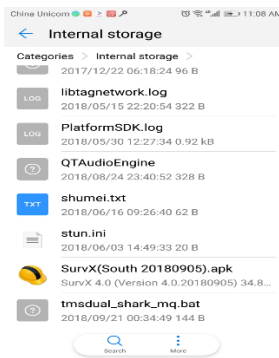 China Unicom 11:08 AM
Internal storage
Categories > Internal storage >
2017/12/22 06:18:24 96 B
LOG
libtagnetwork.log
2018/05/15 22:20:54 322 B
LOG
PlatformSDK.log
2018/05/30 12:27:34 0.92 kB
QTAudioEngine
2018/08/24 23:40:52 328 B
TXT
shumei.txt
2018/06/16 09:26:40 62 B
stun.ini
2018/06/03 14:49:33 20 B
SurvX(South 20180905).apk
SurvX 4.0 (Version 4.0.20180905) 34.8...
tmsdual_shark_mq.bat
2018/09/21 00:34:49 144 B
Search More